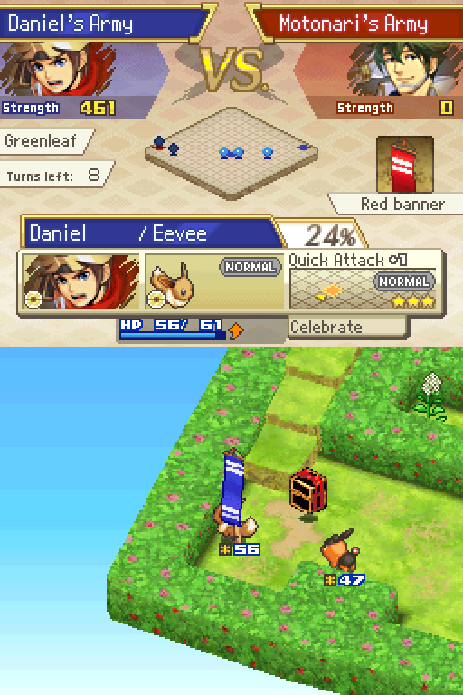 Daniel's Army
Motonari's Army
VS.
Strength 461
Strength 0
Greenleaf
Turns left: 8
Red banner
Daniel / Eevee
24%
NORMAL
Quick Attack
NORMAL
HP 56/ 61
Celebrate
56
47